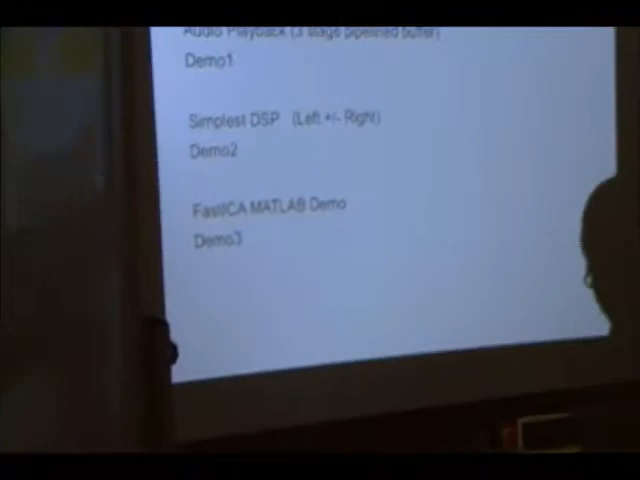 Audio Playback (3 stage pipelined buffer)
Demo1
Simplest DSP (Left +/- Right)
Demo2
FastICA MATLAB Demo
Demo3